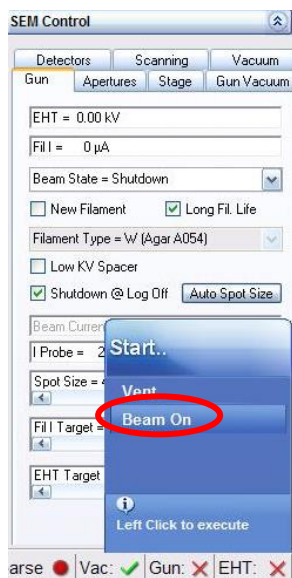 SEM Control
Detectors Scanning Vacuum
Gun Apertures Stage Gun Vacuum
EHT = 0.00 kV
Fil I = 0 µA
Beam State = Shutdown
New Filament Long Fil. Life
Filament Type = W (Agar A054)
Low KV Spacer
Shutdown @ Log Off Auto Spot Size
Beam Curren
I Probe = 2
Start..
Spot Size = 4
Vent
Beam On
Fil I Target =
EHT Target
Left Click to execute
arse Vac: Gun: EHT: